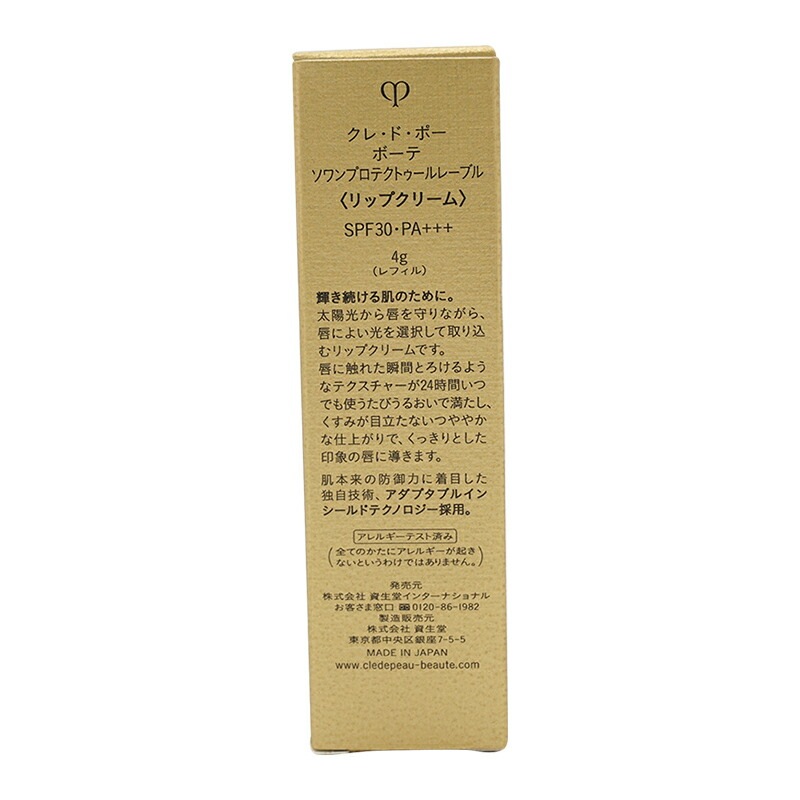 クレ・ド・ポー
ボーテ
ソワンプロテクトゥールレーブル
〈リップクリーム〉
SPF30・PA+++
4g
(レフィル)
輝き続ける肌のために。
太陽光から唇を守りながら、
唇によい光を選択して取り込
むリップクリームです。
唇に触れた瞬間とろけるよう
なテクスチャーが24時間いつ
でも使うたびうるおいで満たし、
くすみが目立たないつややか
な仕上がりで、くっきりとした
印象の唇に導きます。
肌本来の防御力に着目した
独自技術、アダプタブルイン
シールドテクノロジー採用。
アレルギーテスト済み
(全てのかたにアレルギーが起き
ないというわけではありません。)
発売元
株式会社 資生堂インターナショナル
お客さま窓口 0120-86-1982
製造販売元
株式会社 資生堂
東京都中央区銀座7-5-5
MADE IN JAPAN
www.cledepeau-beaute.com